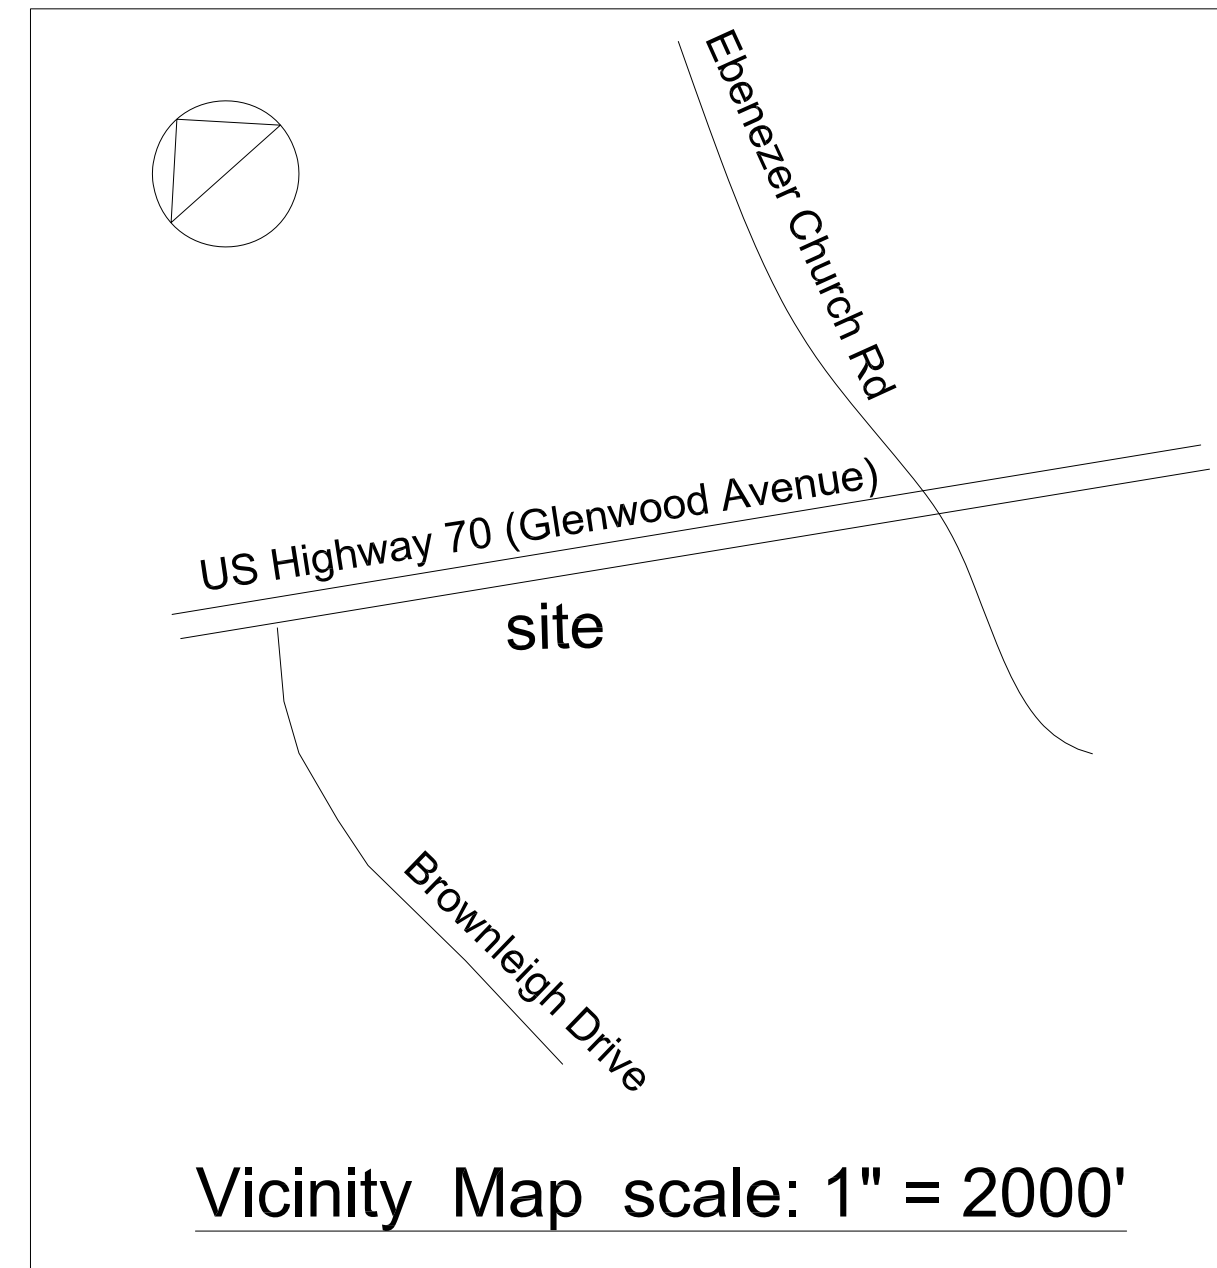 Ebenezer Church Rd
US Highway 70 (Glenwood Avenue)
site
Brownleigh Drive
Vicinity Map scale: 1" = 2000'